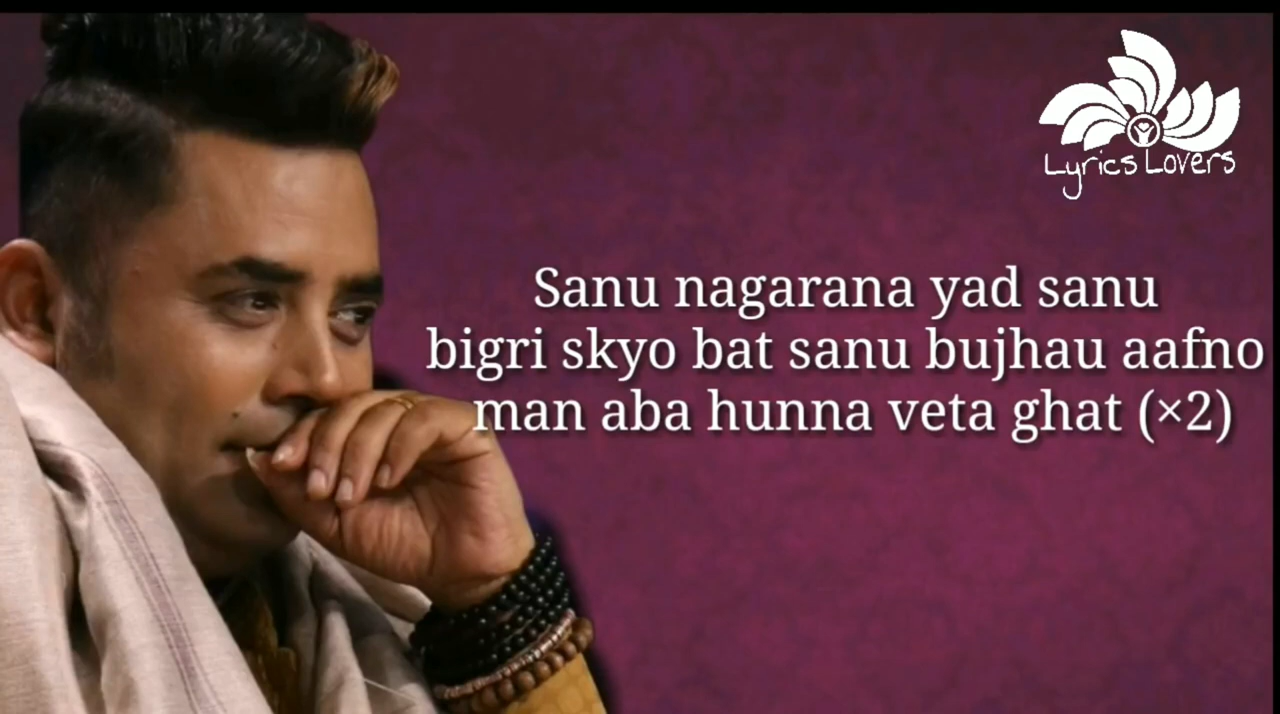 Lyrics Lovers
Sanu nagarana yad sanu
bigri skyo bat sanu bujhau aafno
man aba hunna veta ghat (×2)